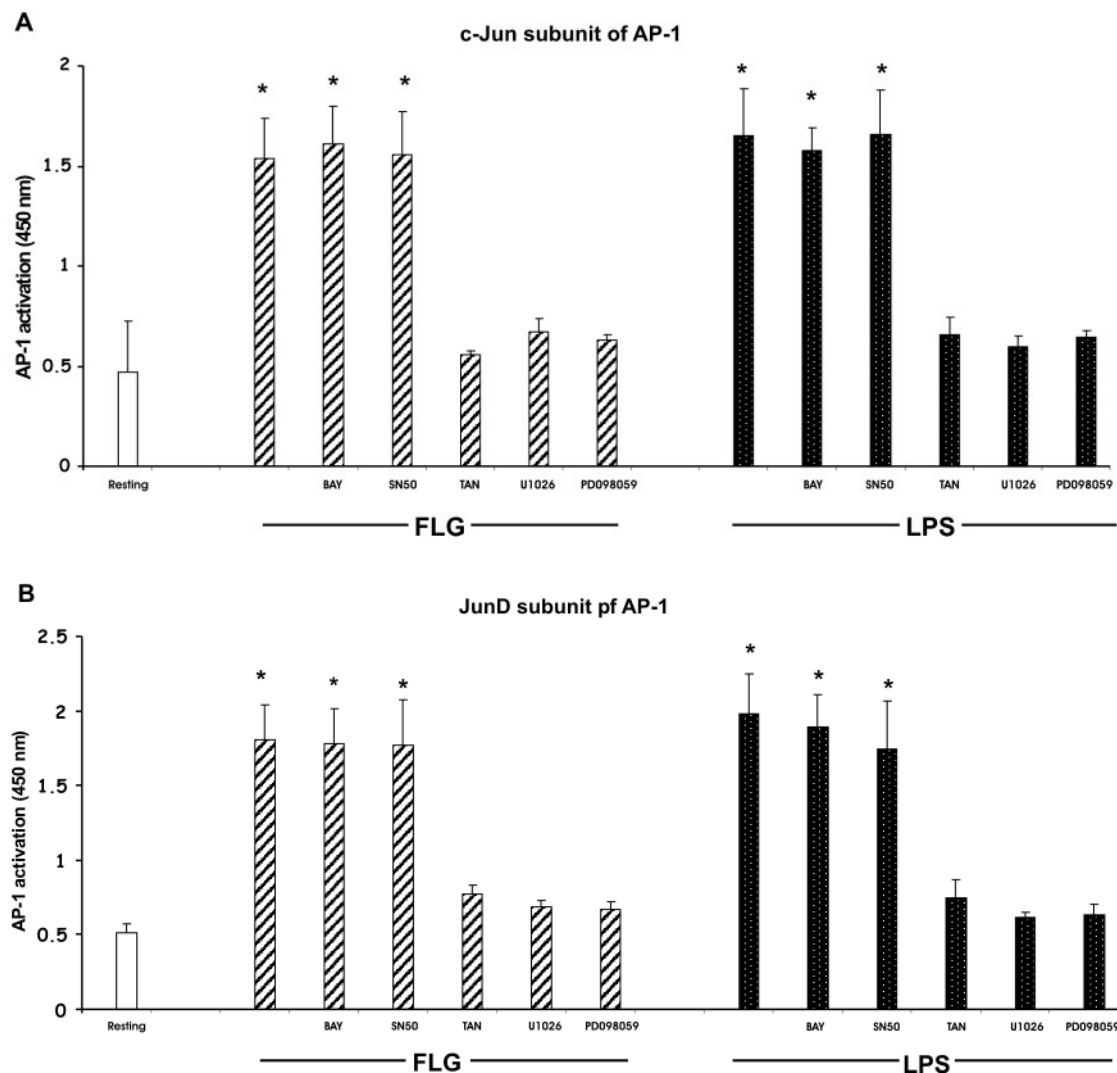 A
c-Jun subunit of AP-1
AP-1 activation (450 nm)
2
1.5
1
0.5
0
* * * * * *
Resting BAY SN50 TAN U1026 PD098059 BAY SN50 TAN U1026 PD098059
FLG LPS
B
JunD subunit pf AP-1
AP-1 activation (450 nm)
2.5
2
1.5
1
0.5
0
* * * * * *
Resting BAY SN50 TAN U1026 PD098059 BAY SN50 TAN U1026 PD098059
FLG LPS